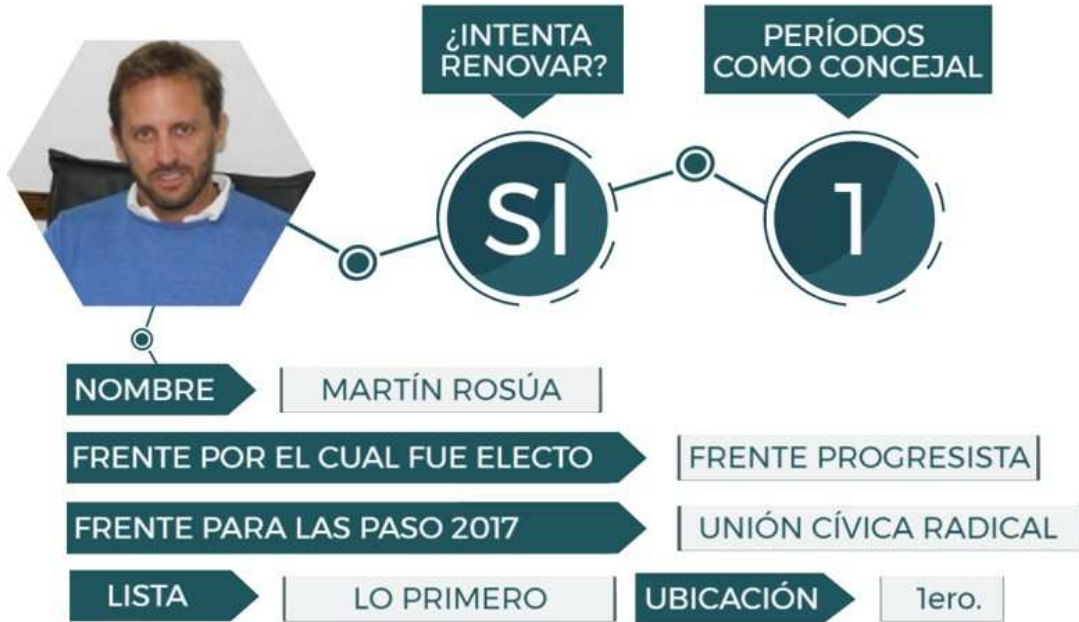 ¿INTENTA
RENOVAR?
PERÍODOS
COMO CONCEJAL
SI
1
NOMBRE
MARTÍN ROSÚA
FRENTE POR EL CUAL FUE ELECTO
FRENTE PROGRESISTA
FRENTE PARA LAS PASO 2017
UNIÓN CÍVICA RADICAL
LISTA
LO PRIMERO
UBICACIÓN
1ero.